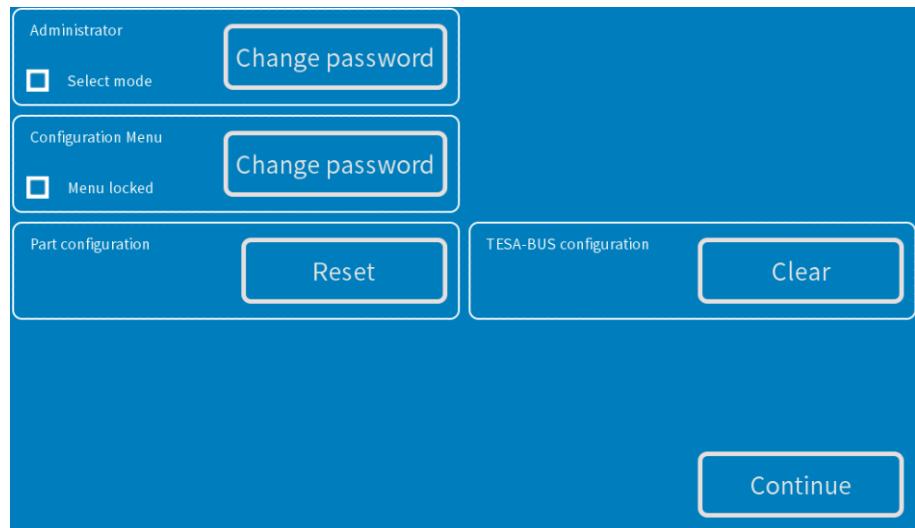 Administrator
Change password
Select mode
Configuration Menu
Change password
Menu locked
Part configuration
Reset
TESA-BUS configuration
Clear
Continue